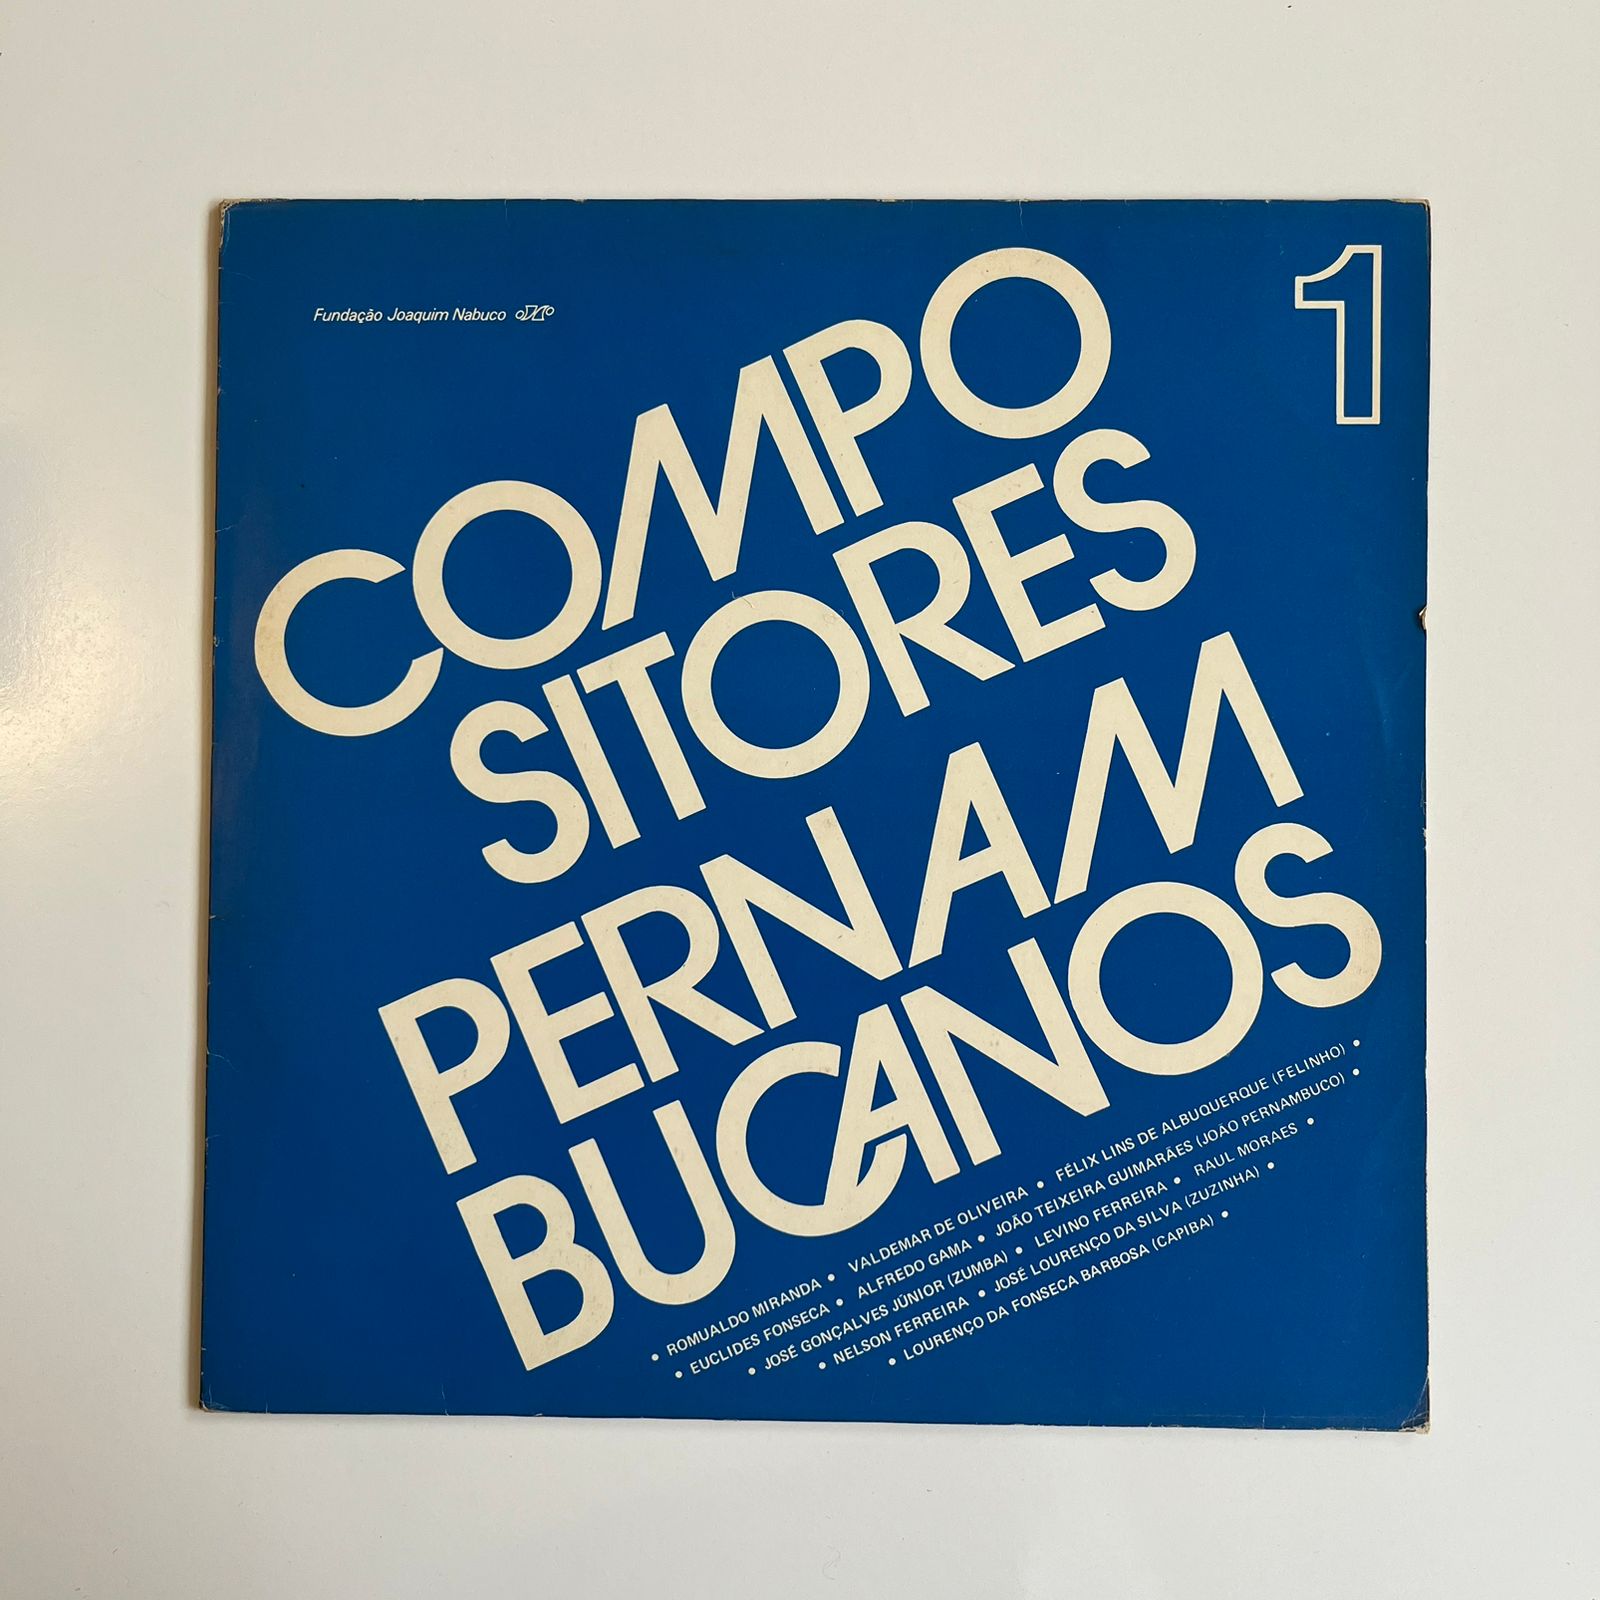 Fundação Joaquim Nabuco
1
COMPO
SITORES
PERNAM
BUCANOS
• ROMUALDO MIRANDA • VALDEMAR DE OLIVEIRA • FÉLIX LINS DE ALBUQUERQUE (FELINHO) •
• EUCLIDES FONSECA • ALFREDO GAMA • JOÃO TEIXEIRA GUIMARÃES (JOÃO PERNAMBUCO) •
• JOSÉ GONÇALVES JÚNIOR (ZUMBA) • LEVINO FERREIRA • RAUL MORAES •
• NELSON FERREIRA • JOSÉ LOURENÇO DA SILVA (ZUZINHA) •
• LOURENÇO DA FONSECA BARBOSA (CAPIBA) •